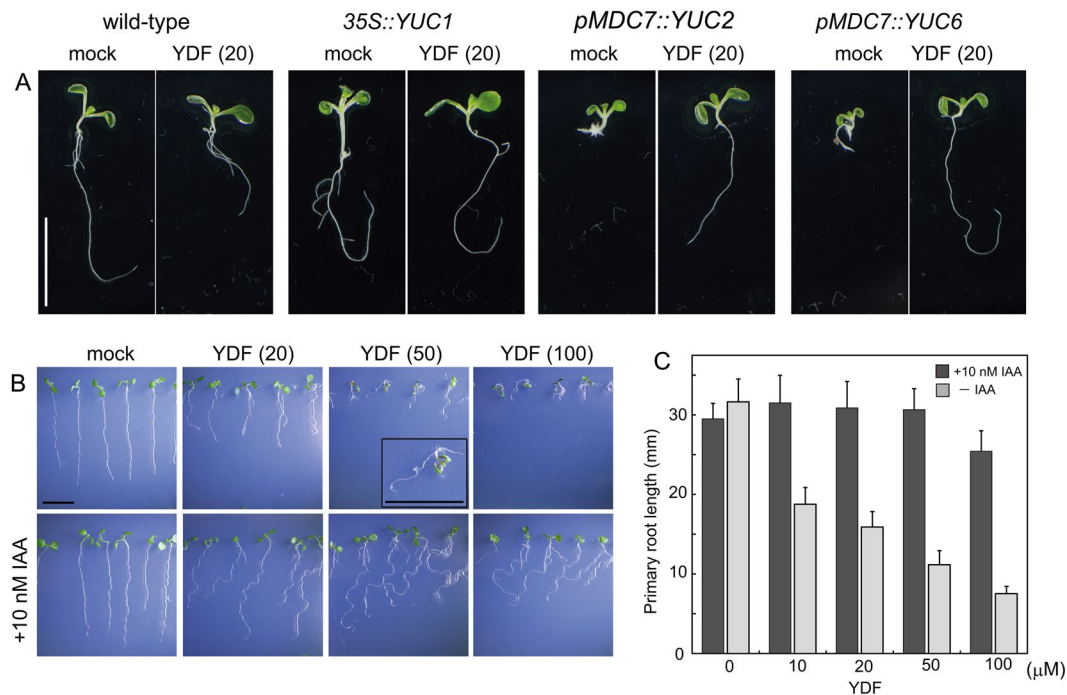 wild-type 35S::YUC1 pMDC7::YUC2 pMDC7::YUC6
mock YDF (20) mock YDF (20) mock YDF (20) mock YDF (20)
A
mock YDF (20) YDF (50) YDF (100)
B
+10 nM IAA
C
+10 nM IAA
— IAA
Primary root length (mm)
30
20
10
0
0 10 20 50 100 (μM)
YDF